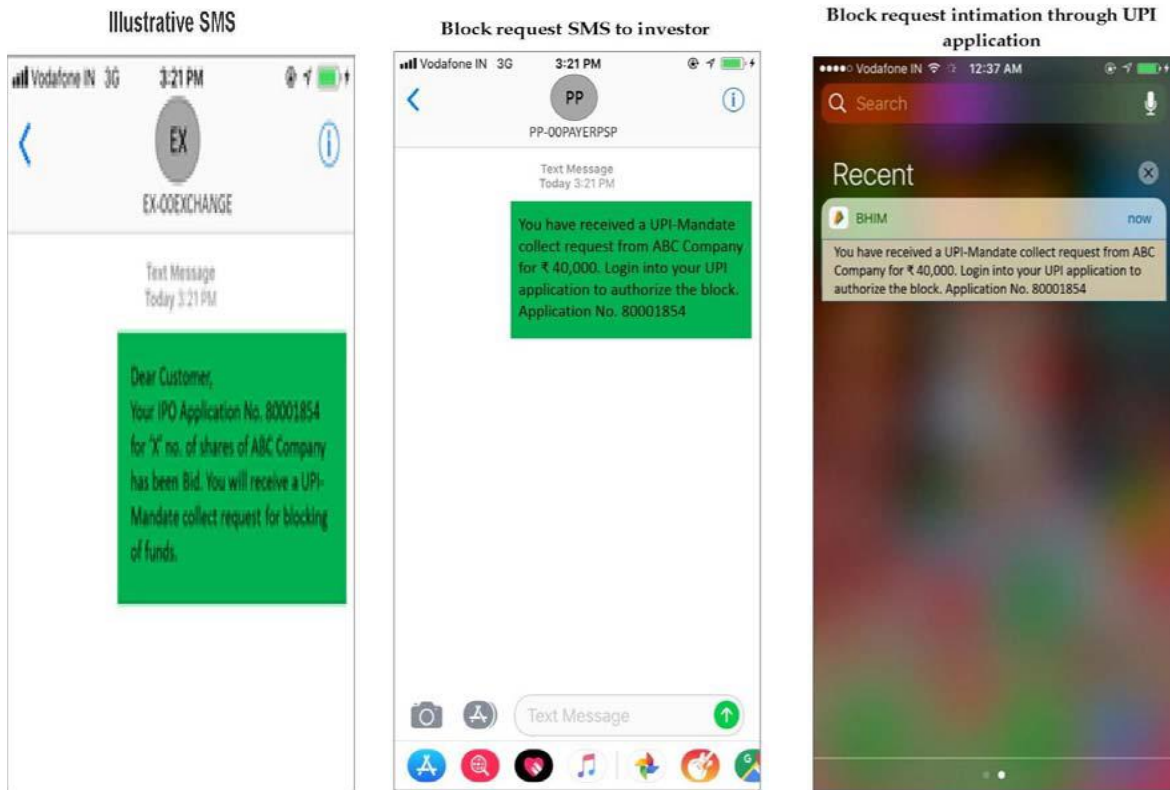 Illustrative SMS
Vodafone IN 3G 3:21 PM
EX
EX-00EXCHANGE
Text Message
Today 3:21 PM
Dear Customer,
Your IPO Application No. 80001854
for "X" no. of shares of ABC Company
has been Bid. You will receive a UPI-
Mandate collect request for blocking
of funds.
Block request SMS to investor
Vodafone IN 3G 3:21 PM
PP
PP-00PAYERPSP
Text Message
Today 3:21 PM
You have received a UPI-Mandate
collect request from ABC Company
for ₹ 40,000. Login into your UPI
application to authorize the block.
Application No. 80001854
Text Message
Block request intimation through UPI
application
Vodafone IN 12:37 AM
Search
Recent
BHIM now
You have received a UPI-Mandate collect request from ABC
Company for ₹ 40,000. Login into your UPI application to
authorize the block. Application No. 80001854